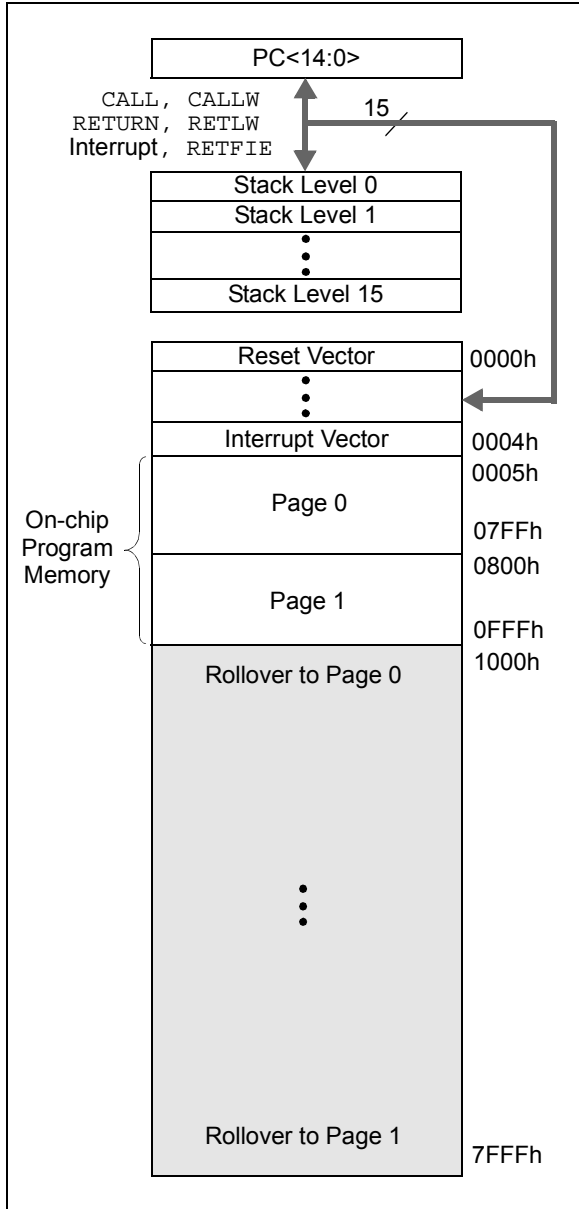 PC<14:0>
CALL, CALLW
RETURN, RETLW
Interrupt, RETFIE
15
Stack Level 0
Stack Level 1
Stack Level 15
Reset Vector
0000h
Interrupt Vector
0004h
0005h
Page 0
07FFh
On-chip
Program
Memory
0800h
Page 1
0FFFh
1000h
Rollover to Page 0
Rollover to Page 1
7FFFh